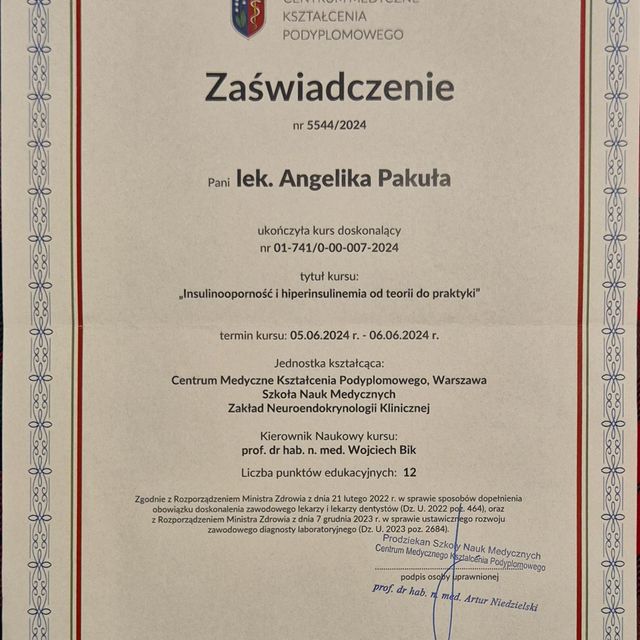 CENTRUM MEDYCZNE
KSZTAŁCENIA
PODYPLOMOWEGO
Zaświadczenie
nr 5544/2024
Pani lek. Angelika Pakuła
ukończyła kurs doskonalący
nr 01-741/0-00-007-2024
tytuł kursu:
„Insulinooporność i hiperinsulinemia od teorii do praktyki”
termin kursu: 05.06.2024 r. - 06.06.2024 r.
Jednostka kształcąca:
Centrum Medyczne Kształcenia Podyplomowego, Warszawa
Szkoła Nauk Medycznych
Zakład Neuroendokrynologii Klinicznej
Kierownik Naukowy kursu:
prof. dr hab. n. med. Wojciech Bik
Liczba punktów edukacyjnych: 12
Zgodnie z Rozporządzeniem Ministra Zdrowia z dnia 21 lutego 2022 r. w sprawie sposobów dopełnienia
obowiązku doskonalenia zawodowego lekarzy i lekarzy dentystów (Dz. U. 2022 poz. 464), oraz
z Rozporządzeniem Ministra Zdrowia z dnia 7 grudnia 2023 r. w sprawie ustawicznego rozwoju
zawodowego diagnosty laboratoryjnego (Dz. U. 2023 poz. 2684).
Prodziekan Szkoły Nauk Medycznych
Centrum Medycznego Kształcenia Podyplomowego
podpis osoby uprawnionej
prof. dr hab. n. med. Artur Niedzielski